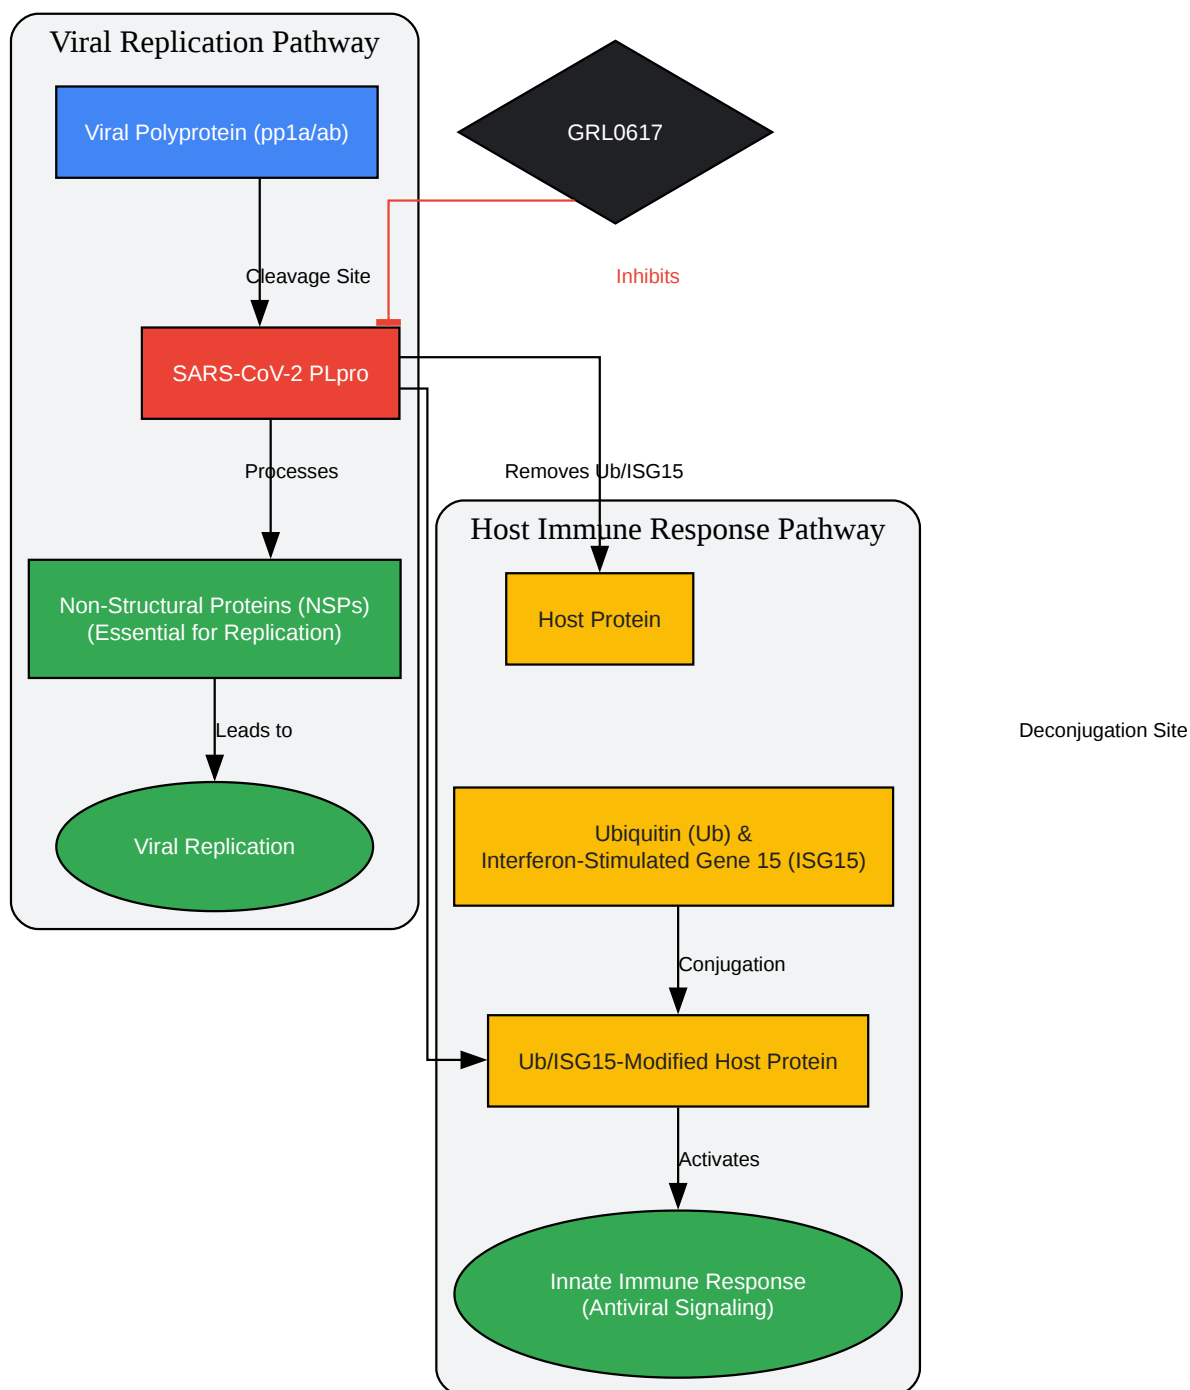 Viral Replication Pathway
Viral Polyprotein (pp1a/ab)
GRL0617
Cleavage Site
Inhibits
SARS-CoV-2 PLpro
Processes
Removes Ub/ISG15
Host Immune Response Pathway
Non-Structural Proteins (NSPs)
(Essential for Replication)
Host Protein
Leads to
Deconjugation Site
Viral Replication
Ubiquitin (Ub) &
Interferon-Stimulated Gene 15 (ISG15)
Conjugation
Ub/ISG15-Modified Host Protein
Activates
Innate Immune Response
(Antiviral Signaling)